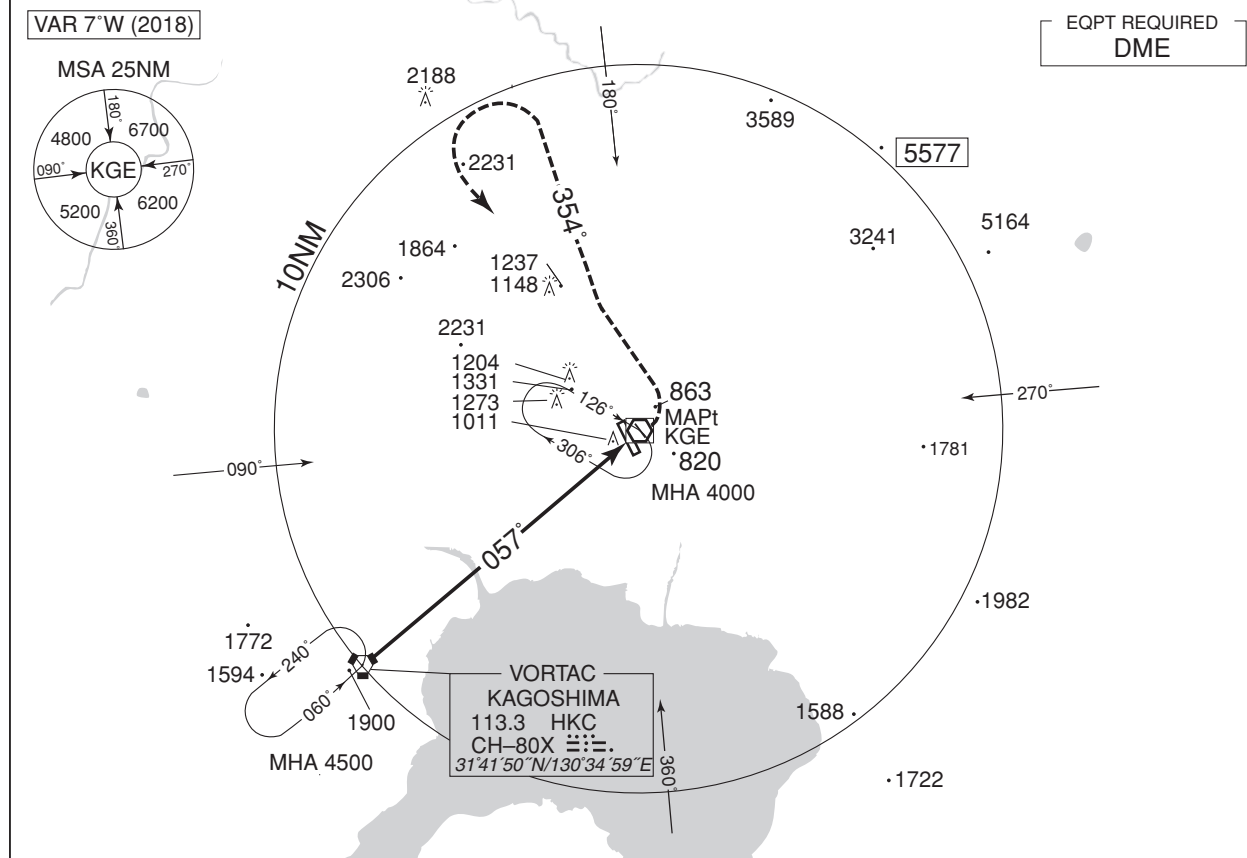 VAR 7°W (2018)
EQPT REQUIRED
DME
MSA 25NM
180°
4800
6700
090°
KGE
270°
5200
6200
360°
2188
180°
3589
5577
2231
354°
10NM
3241
5164
1864
1237
2306
1148
2231
1204
1331
1273
1011
126°
306°
863
MAPt
KGE
820
MHA 4000
270°
1781
090°
057°
1982
1772
1594
240°
060°
1900
MHA 4500
VORTAC
KAGOSHIMA
113.3 HKC
CH–80X
31°41′50″N/130°34′59″E
360°
1588
1722